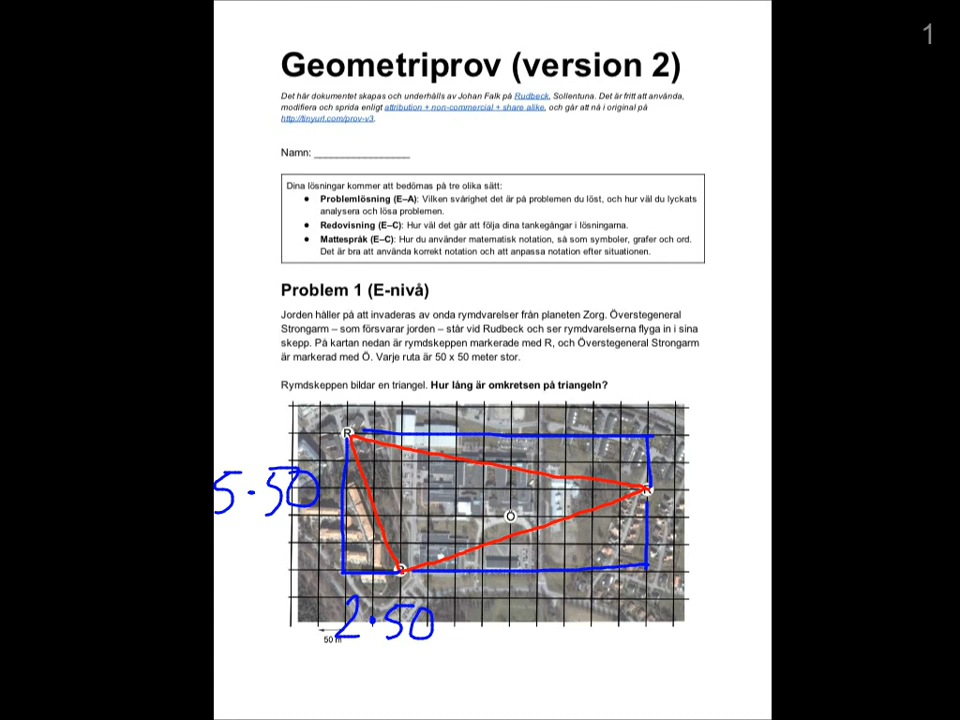 1
Geometriprov (version 2)
Det här dokumentet skapas och underhålls av Johan Falk på Rudbeck, Sollentuna. Det är fritt att använda,
modifiera och sprida enligt attribution + non-commercial + share alike, och går att nå i original på
http://tinyurl.com/prov-v3.
Namn: _________________
Dina lösningar kommer att bedömas på tre olika sätt:
● Problemlösning (E–A): Vilken svårighet det är på problemen du löst, och hur väl du lyckats
analysera och lösa problemen.
● Redovisning (E–C): Hur väl det går att följa dina tankegångar i lösningarna.
● Mattespråk (E–C): Hur du använder matematisk notation, så som symboler, grafer och ord.
Det är bra att använda korrekt notation och att anpassa notation efter situationen.
Problem 1 (E-nivå)
Jorden håller på att invaderas av onda rymdvarelser från planeten Zorg. Överstegeneral
Strongarm – som försvarar jorden – står vid Rudbeck och ser rymdvarelserna flyga in i sina
skepp. På kartan nedan är rymdskeppen markerade med R, och Överstegeneral Strongarm
är markerad med Ö. Varje ruta är 50 x 50 meter stor.
Rymdskeppen bildar en triangel. Hur lång är omkretsen på triangeln?
R
5·50
R
Ö
R
2·50
50 m